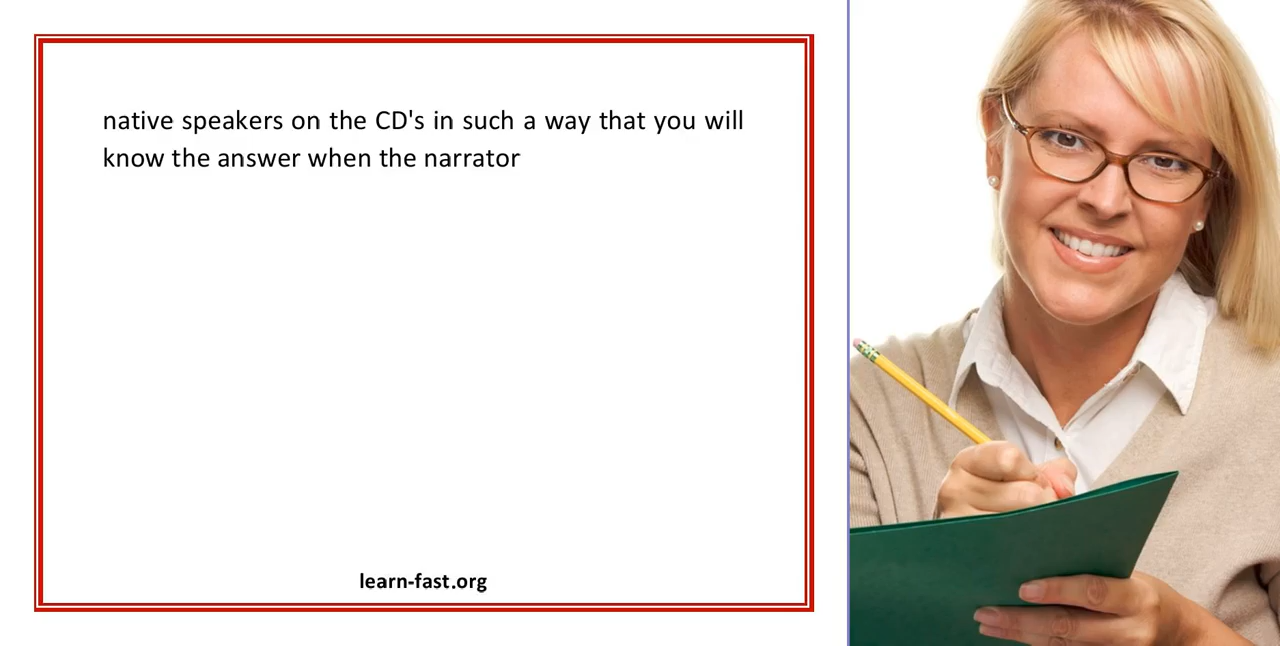 native speakers on the CD's in such a way that you will
know the answer when the narrator
learn-fast.org